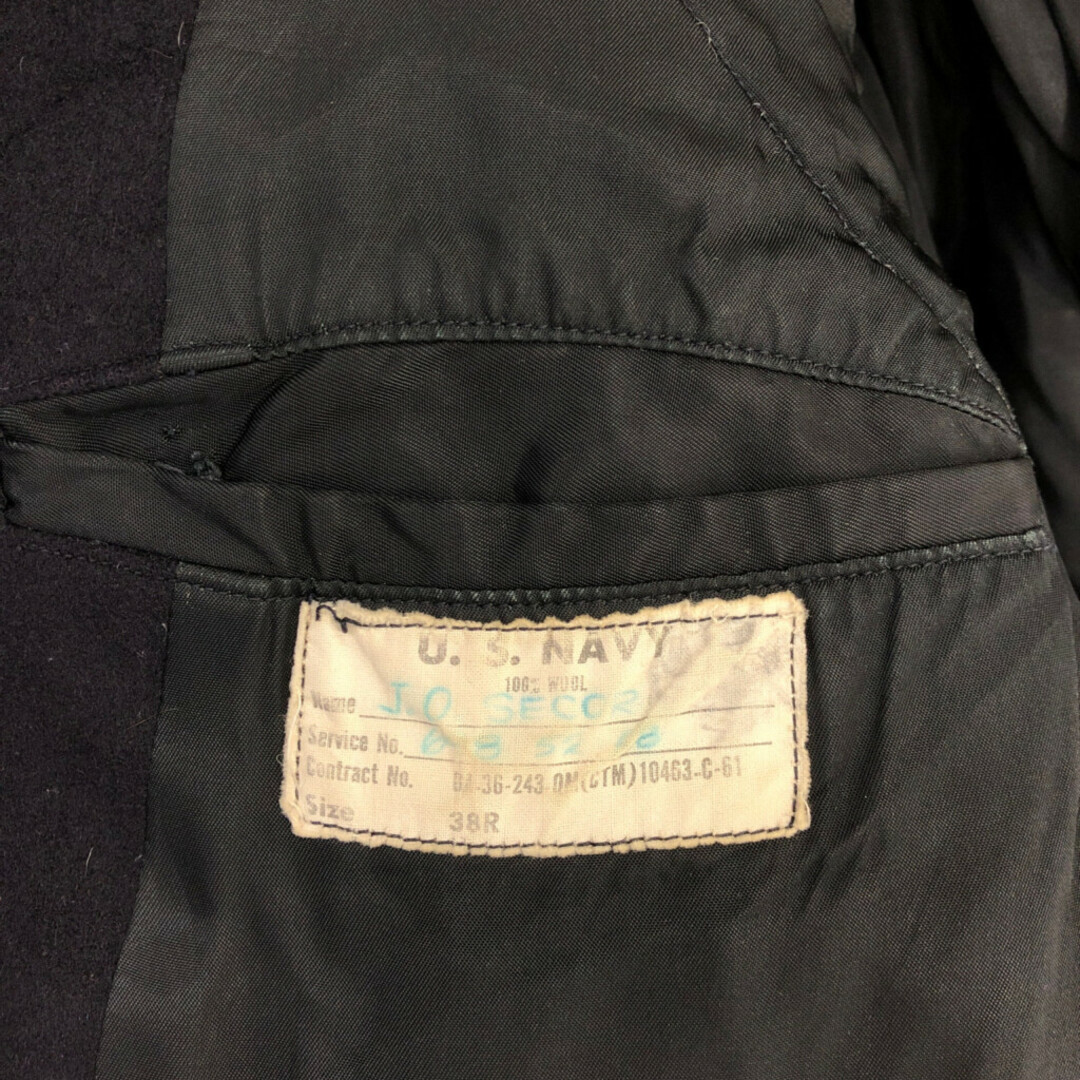 U. S. NAVY
100% WOOL
Name J.O. SECOR
Service No.
Contract No. DA-36-243-QM(CTM)10463-C-61
Size 38R